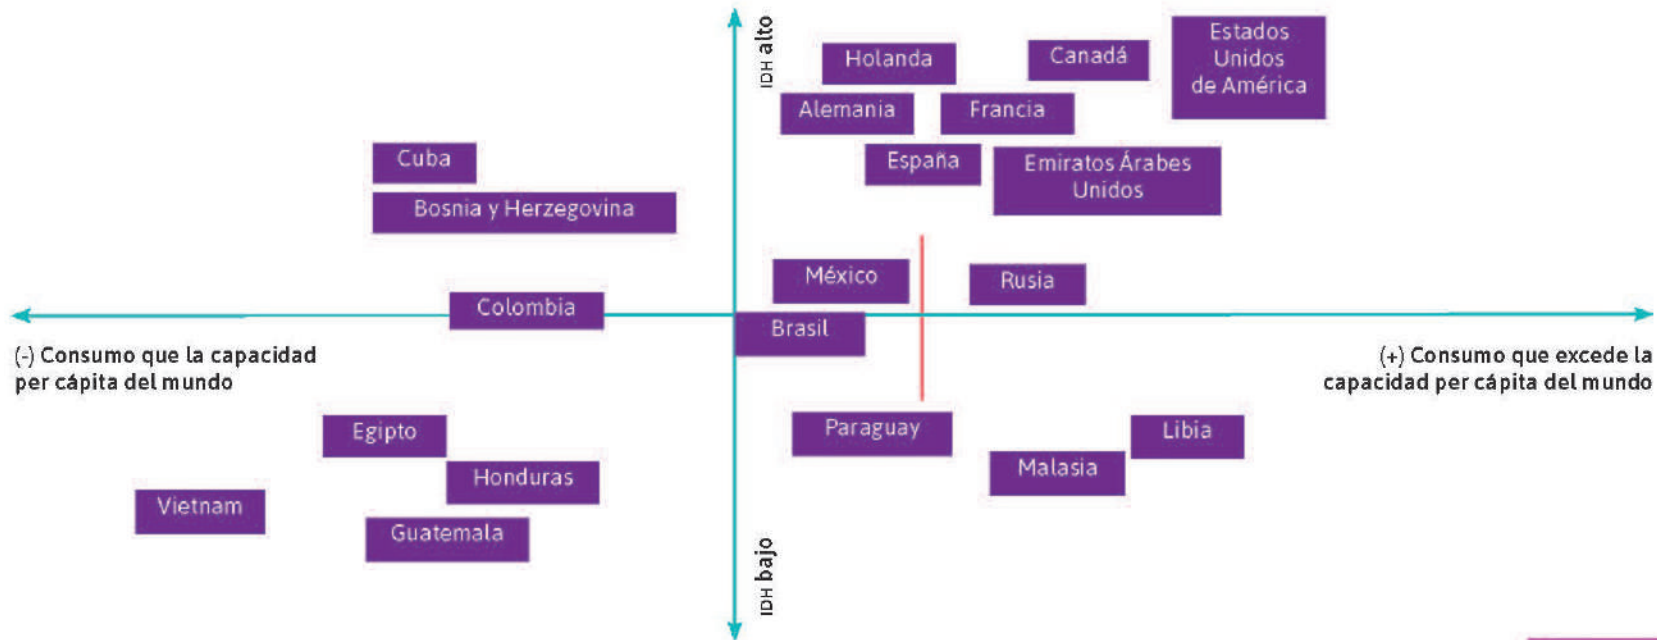 IDH alto
Estados
Unidos
de América
Holanda
Canadá
Alemania
Francia
Cuba
España
Emiratos Árabes
Unidos
Bosnia y Herzegovina
México
Rusia
Colombia
Brasil
(-) Consumo que la capacidad
per cápita del mundo
(+) Consumo que excede la
capacidad per cápita del mundo
Egipto
Paraguay
Libia
Honduras
Malasia
Vietnam
Guatemala
IDH bajo